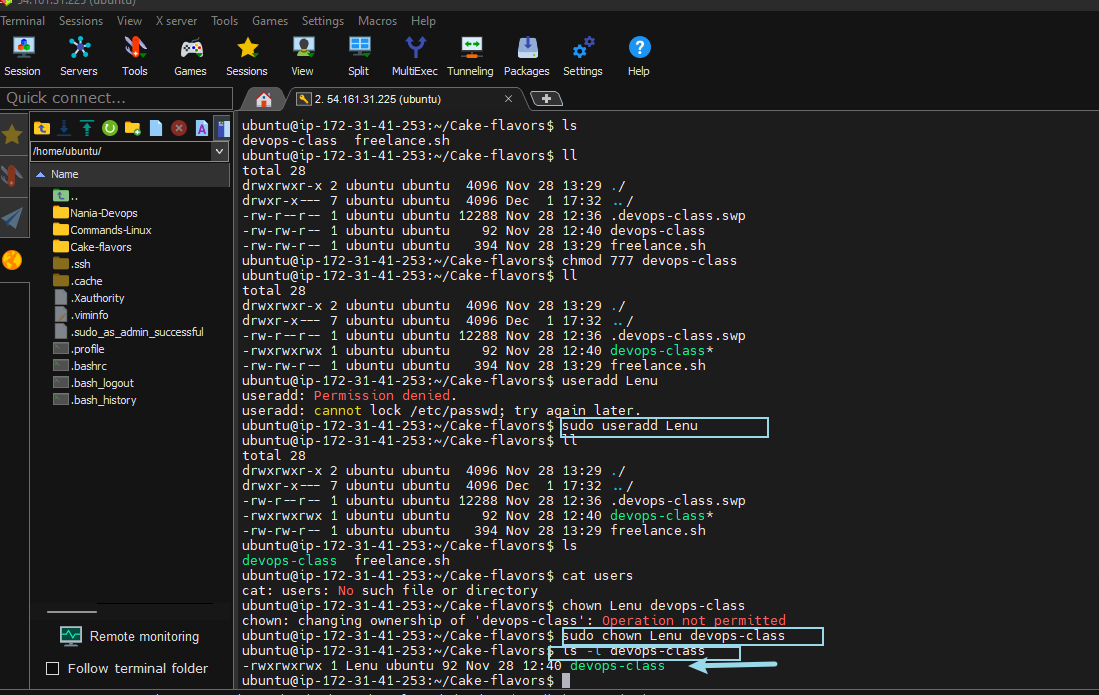 54.161.31.225 (ubuntu)
Terminal Sessions View X server Tools Games Settings Macros Help
Session Servers Tools Games Sessions View Split MultiExec Tunneling Packages Settings Help
Quick connect...
2. 54.161.31.225 (ubuntu)
/home/ubuntu/
Name
..
Nania-Devops
Commands-Linux
Cake-flavors
.ssh
.cache
.Xauthority
.viminfo
.sudo_as_admin_successful
.profile
.bashrc
.bash_logout
.bash_history
Remote monitoring
Follow terminal folder
ubuntu@ip-172-31-41-253:~/Cake-flavors$ ls
devops-class  freelance.sh
ubuntu@ip-172-31-41-253:~/Cake-flavors$ ll
total 28
drwxrwxr-x 2 ubuntu ubuntu  4096 Nov 28 13:29 ./
drwxr-x--- 7 ubuntu ubuntu  4096 Dec  1 17:32 ../
-rw-r--r-- 1 ubuntu ubuntu 12288 Nov 28 12:36 .devops-class.swp
-rw-rw-r-- 1 ubuntu ubuntu    92 Nov 28 12:40 devops-class
-rw-rw-r-- 1 ubuntu ubuntu   394 Nov 28 13:29 freelance.sh
ubuntu@ip-172-31-41-253:~/Cake-flavors$ chmod 777 devops-class
ubuntu@ip-172-31-41-253:~/Cake-flavors$ ll
total 28
drwxrwxr-x 2 ubuntu ubuntu  4096 Nov 28 13:29 ./
drwxr-x--- 7 ubuntu ubuntu  4096 Dec  1 17:32 ../
-rw-r--r-- 1 ubuntu ubuntu 12288 Nov 28 12:36 .devops-class.swp
-rwxrwxrwx 1 ubuntu ubuntu    92 Nov 28 12:40 devops-class*
-rw-rw-r-- 1 ubuntu ubuntu   394 Nov 28 13:29 freelance.sh
ubuntu@ip-172-31-41-253:~/Cake-flavors$ useradd Lenu
useradd: Permission denied.
useradd: cannot lock /etc/passwd; try again later.
ubuntu@ip-172-31-41-253:~/Cake-flavors$ sudo useradd Lenu
ubuntu@ip-172-31-41-253:~/Cake-flavors$ ll
total 28
drwxrwxr-x 2 ubuntu ubuntu  4096 Nov 28 13:29 ./
drwxr-x--- 7 ubuntu ubuntu  4096 Dec  1 17:32 ../
-rw-r--r-- 1 ubuntu ubuntu 12288 Nov 28 12:36 .devops-class.swp
-rwxrwxrwx 1 ubuntu ubuntu    92 Nov 28 12:40 devops-class*
-rw-rw-r-- 1 ubuntu ubuntu   394 Nov 28 13:29 freelance.sh
ubuntu@ip-172-31-41-253:~/Cake-flavors$ ls
devops-class  freelance.sh
ubuntu@ip-172-31-41-253:~/Cake-flavors$ cat users
cat: users: No such file or directory
ubuntu@ip-172-31-41-253:~/Cake-flavors$ chown Lenu devops-class
chown: changing ownership of 'devops-class': Operation not permitted
ubuntu@ip-172-31-41-253:~/Cake-flavors$ sudo chown Lenu devops-class
ubuntu@ip-172-31-41-253:~/Cake-flavors$ ls -l devops-class
-rwxrwxrwx 1 Lenu ubuntu 92 Nov 28 12:40 devops-class
ubuntu@ip-172-31-41-253:~/Cake-flavors$